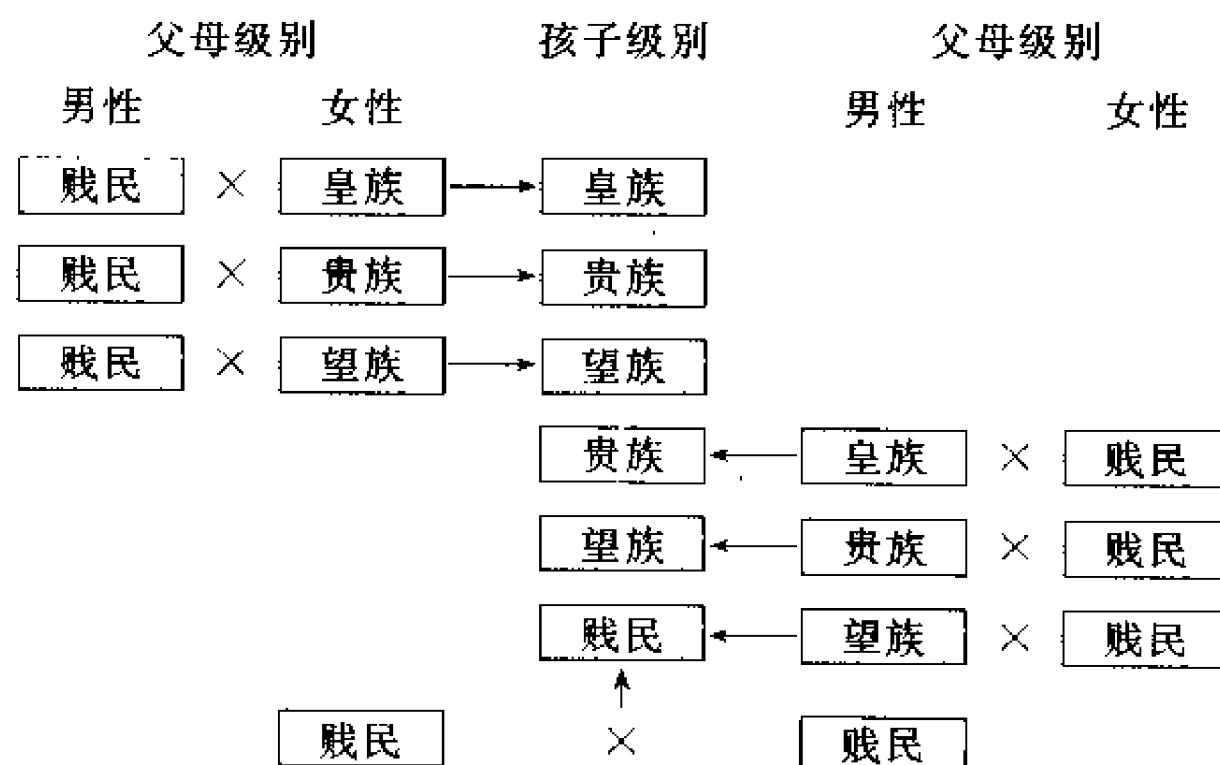 父母级别 孩子级别 父母级别
男性 女性 男性 女性
贱民 × 皇族 皇族
贱民 × 贵族 贵族
贱民 × 望族 望族
贵族 皇族 × 贱民
望族 贵族 × 贱民
贱民 望族 × 贱民
贱民 × 贱民